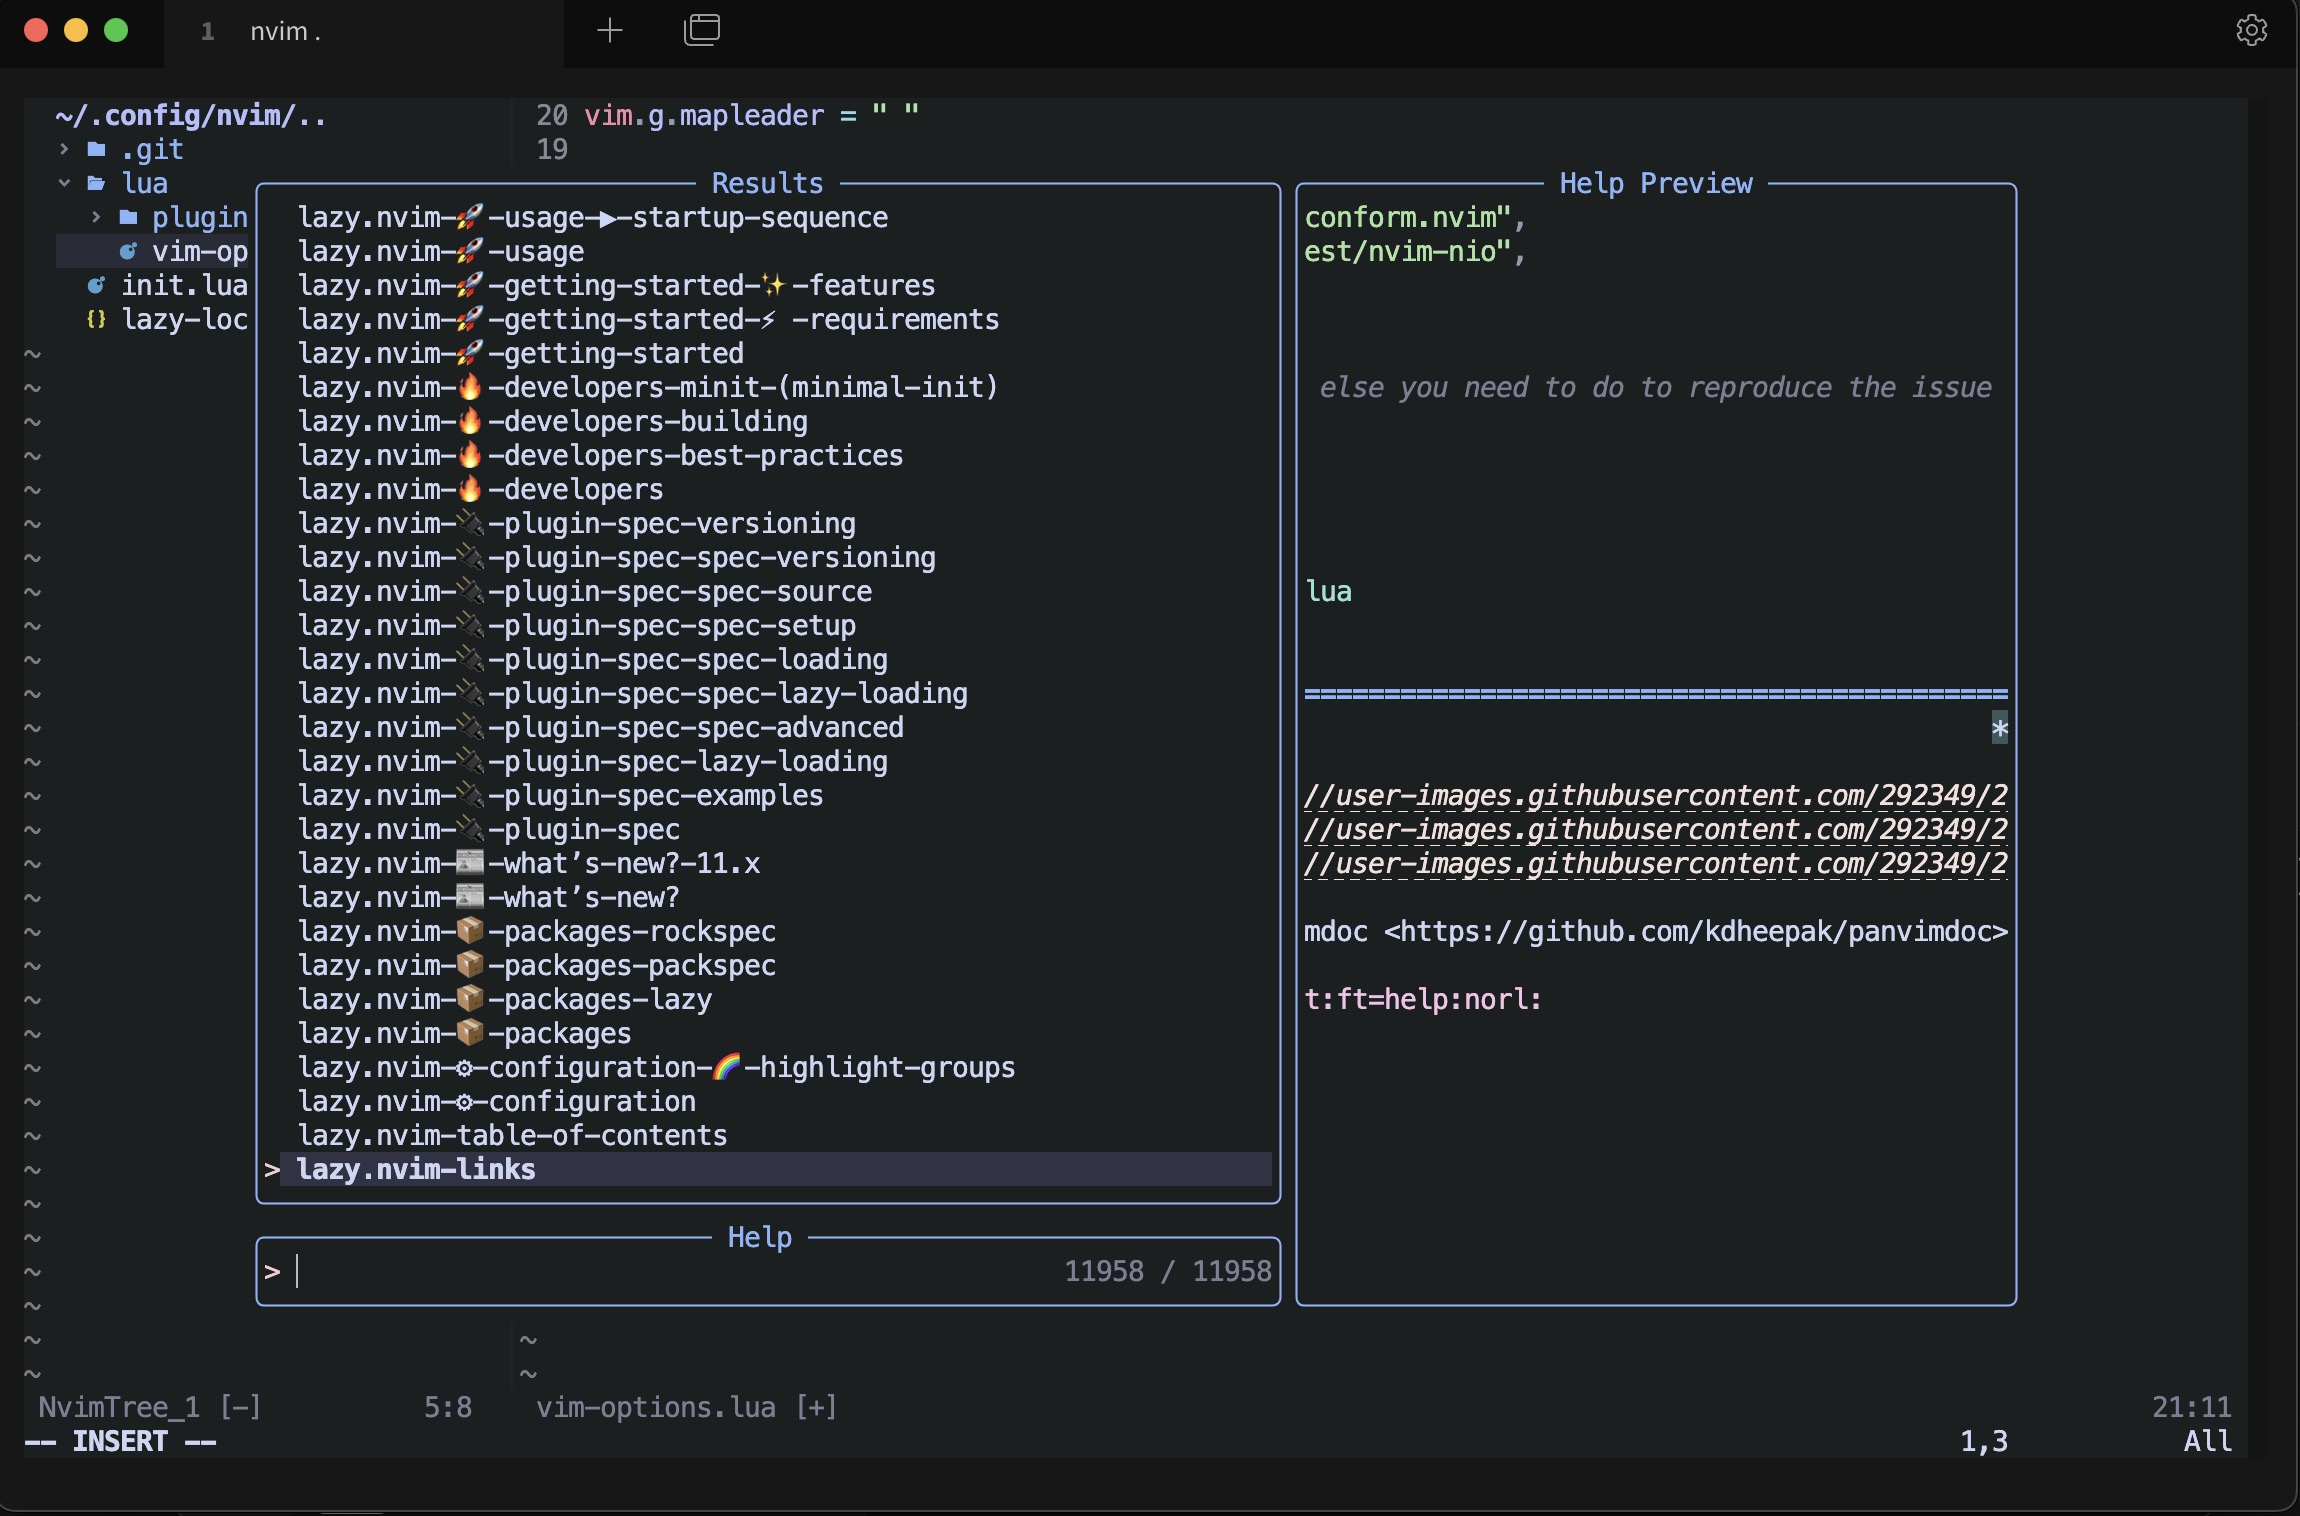 1 nvim .
~/.config/nvim/..
.git
lua
plugin
vim-op
init.lua
{} lazy-loc
20 vim.g.mapleader = " "
19
Results
lazy.nvim-🚀-usage-▶-startup-sequence
lazy.nvim-🚀-usage
lazy.nvim-🚀-getting-started-✨-features
lazy.nvim-🚀-getting-started-⚡ -requirements
lazy.nvim-🚀-getting-started
lazy.nvim-🔥-developers-minit-(minimal-init)
lazy.nvim-🔥-developers-building
lazy.nvim-🔥-developers-best-practices
lazy.nvim-🔥-developers
lazy.nvim-🔌-plugin-spec-versioning
lazy.nvim-🔌-plugin-spec-spec-versioning
lazy.nvim-🔌-plugin-spec-spec-source
lazy.nvim-🔌-plugin-spec-spec-setup
lazy.nvim-🔌-plugin-spec-spec-loading
lazy.nvim-🔌-plugin-spec-spec-lazy-loading
lazy.nvim-🔌-plugin-spec-spec-advanced
lazy.nvim-🔌-plugin-spec-lazy-loading
lazy.nvim-🔌-plugin-spec-examples
lazy.nvim-🔌-plugin-spec
lazy.nvim-📰-what’s-new?-11.x
lazy.nvim-📰-what’s-new?
lazy.nvim-📦-packages-rockspec
lazy.nvim-📦-packages-packspec
lazy.nvim-📦-packages-lazy
lazy.nvim-📦-packages
lazy.nvim-⚙-configuration-🌈-highlight-groups
lazy.nvim-⚙-configuration
lazy.nvim-table-of-contents
> lazy.nvim-links
Help
> 11958 / 11958
Help Preview
conform.nvim",
est/nvim-nio",
else you need to do to reproduce the issue
lua
============================================
*
//user-images.githubusercontent.com/292349/2
//user-images.githubusercontent.com/292349/2
//user-images.githubusercontent.com/292349/2
mdoc <https://github.com/kdheepak/panvimdoc>
t:ft=help:norl:
NvimTree_1 [-] 5:8 vim-options.lua [+] 21:11
-- INSERT -- 1,3 All